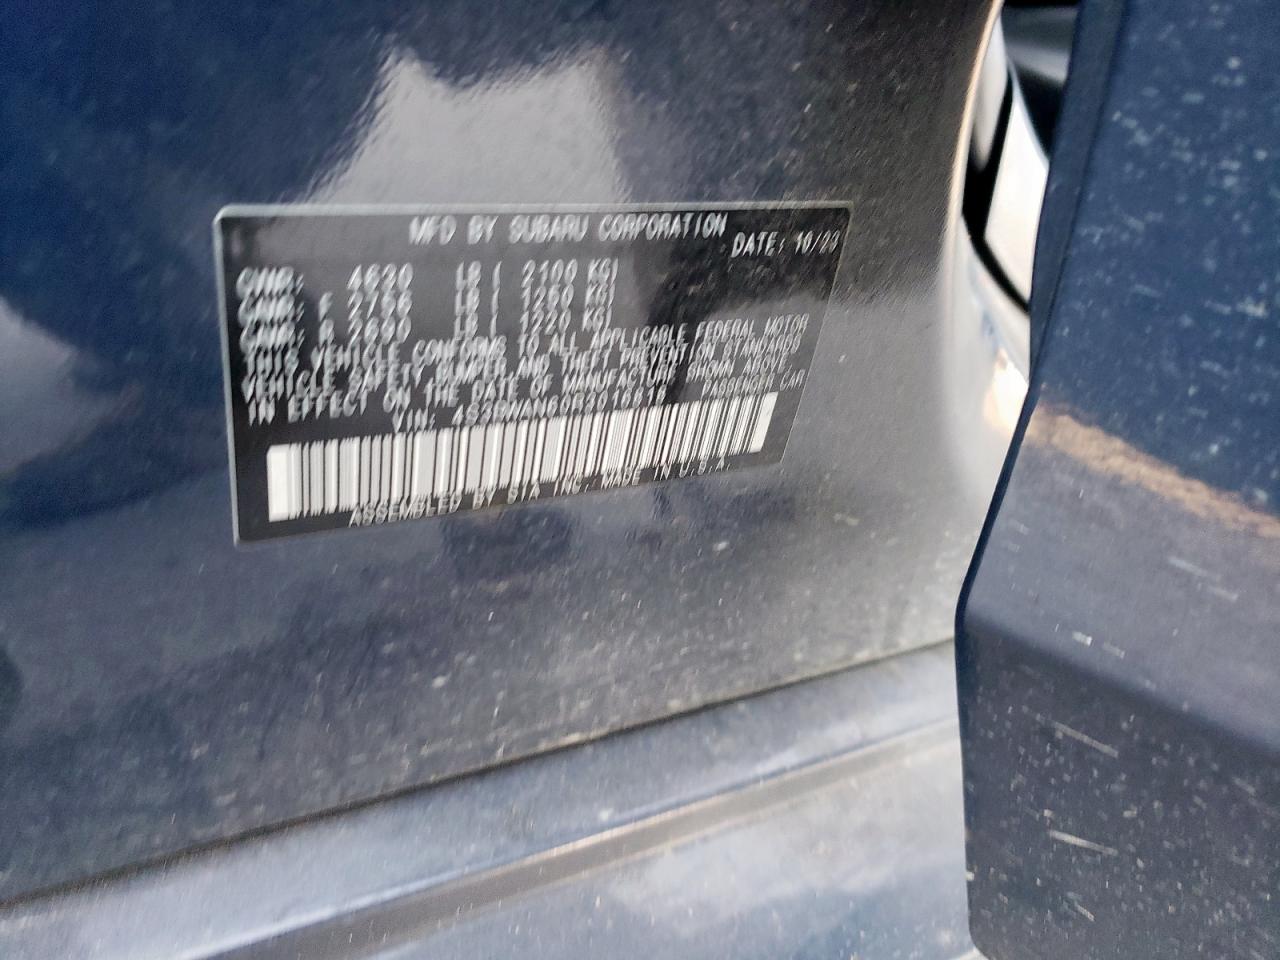 MFD BY SUBARU CORPORATION
DATE: 10/23
GVWR: 4630 LB ( 2100 KG)
GAWR: F 2756 LB ( 1250 KG)
GAWR: R 2690 LB ( 1220 KG)
THIS VEHICLE CONFORMS TO ALL APPLICABLE FEDERAL MOTOR
VEHICLE SAFETY BUMPER AND THEFT PREVENTION STANDARDS
IN EFFECT ON THE DATE OF MANUFACTURE SHOWN ABOVE
VIN: PASSENGER CAR
ASSEMBLED BY SIA INC. MADE IN U.S.A.